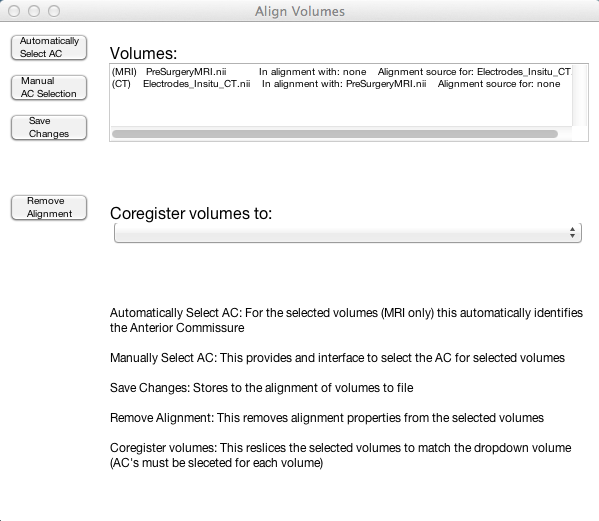 Align Volumes
Automatically
Select AC
Manual
AC Selection
Save
Changes
Remove
Alignment
Volumes:
(MRI) PreSurgeryMRI.nii In alignment with: none Alignment source for: Electrodes_Insitu_CT
(CT) Electrodes_Insitu_CT.nii In alignment with: PreSurgeryMRI.nii Alignment source for: none
Coregister volumes to:
Automatically Select AC: For the selected volumes (MRI only) this automatically identifies
the Anterior Commissure
Manually Select AC: This provides and interface to select the AC for selected volumes
Save Changes: Stores to the alignment of volumes to file
Remove Alignment: This removes alignment properties from the selected volumes
Coregister volumes: This reslices the selected volumes to match the dropdown volume
(AC's must be sleceted for each volume)